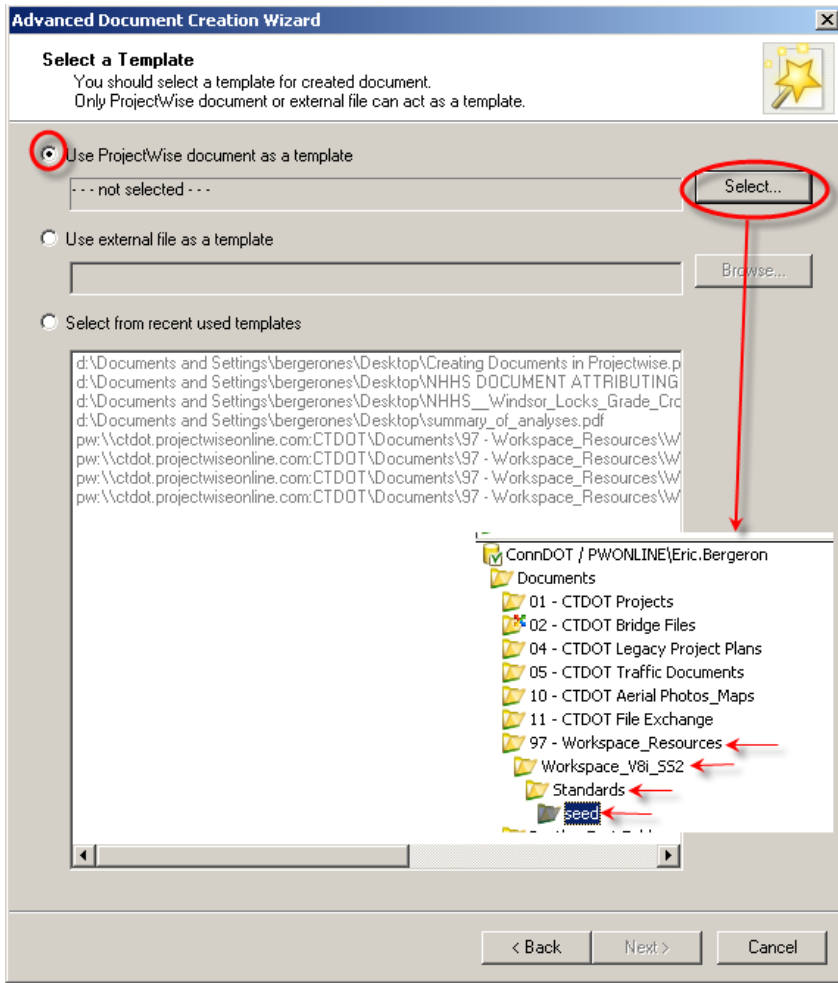 Advanced Document Creation Wizard
Select a Template
You should select a template for created document.
Only ProjectWise document or external file can act as a template.
Use ProjectWise document as a template
- - - not selected - - -
Select...
Use external file as a template
Browse...
Select from recent used templates
d:\Documents and Settings\bergerones\Desktop\Creating Documents in Projectwise.p
d:\Documents and Settings\bergerones\Desktop\NHHS DOCUMENT ATTRIBUTING
d:\Documents and Settings\bergerones\Desktop\NHHS__Windsor_Locks_Grade_Cro
d:\Documents and Settings\bergerones\Desktop\summary_of_analyses.pdf
pw:\\ctdot.projectwiseonline.com:CTDOT\Documents\97 - Workspace_Resources\W
pw:\\ctdot.projectwiseonline.com:CTDOT\Documents\97 - Workspace_Resources\W
pw:\\ctdot.projectwiseonline.com:CTDOT\Documents\97 - Workspace_Resources\W
pw:\\ctdot.projectwiseonline.com:CTDOT\Documents\97 - Workspace_Resources\W
ConnDOT / PWONLINE\Eric.Bergeron
Documents
01 - CTDOT Projects
02 - CTDOT Bridge Files
04 - CTDOT Legacy Project Plans
05 - CTDOT Traffic Documents
10 - CTDOT Aerial Photos_Maps
11 - CTDOT File Exchange
97 - Workspace_Resources
Workspace_V8i_SS2
Standards
seed
< Back
Next >
Cancel